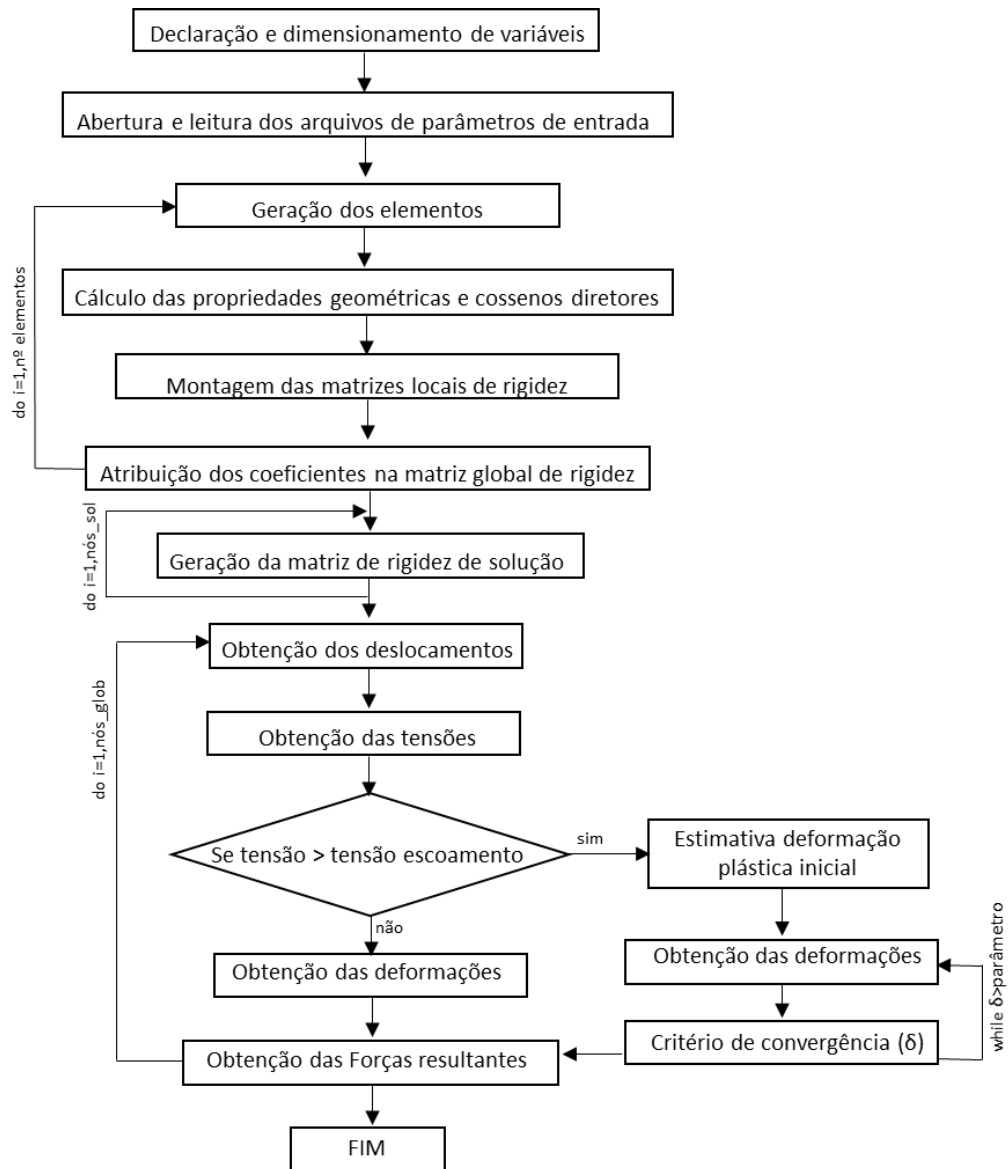 Declaração e dimensionamento de variáveis
Abertura e leitura dos arquivos de parâmetros de entrada
Geração dos elementos
do i=1,nº elementos
Cálculo das propriedades geométricas e cossenos diretores
Montagem das matrizes locais de rigidez
Atribuição dos coeficientes na matriz global de rigidez
do i=1,nós_sol
Geração da matriz de rigidez de solução
Obtenção dos deslocamentos
do i=1,nós_glob
Obtenção das tensões
Se tensão > tensão escoamento
sim
Estimativa deformação
plástica inicial
não
Obtenção das deformações
Obtenção das deformações
while δ>parâmetro
Critério de convergência (δ)
Obtenção das Forças resultantes
FIM